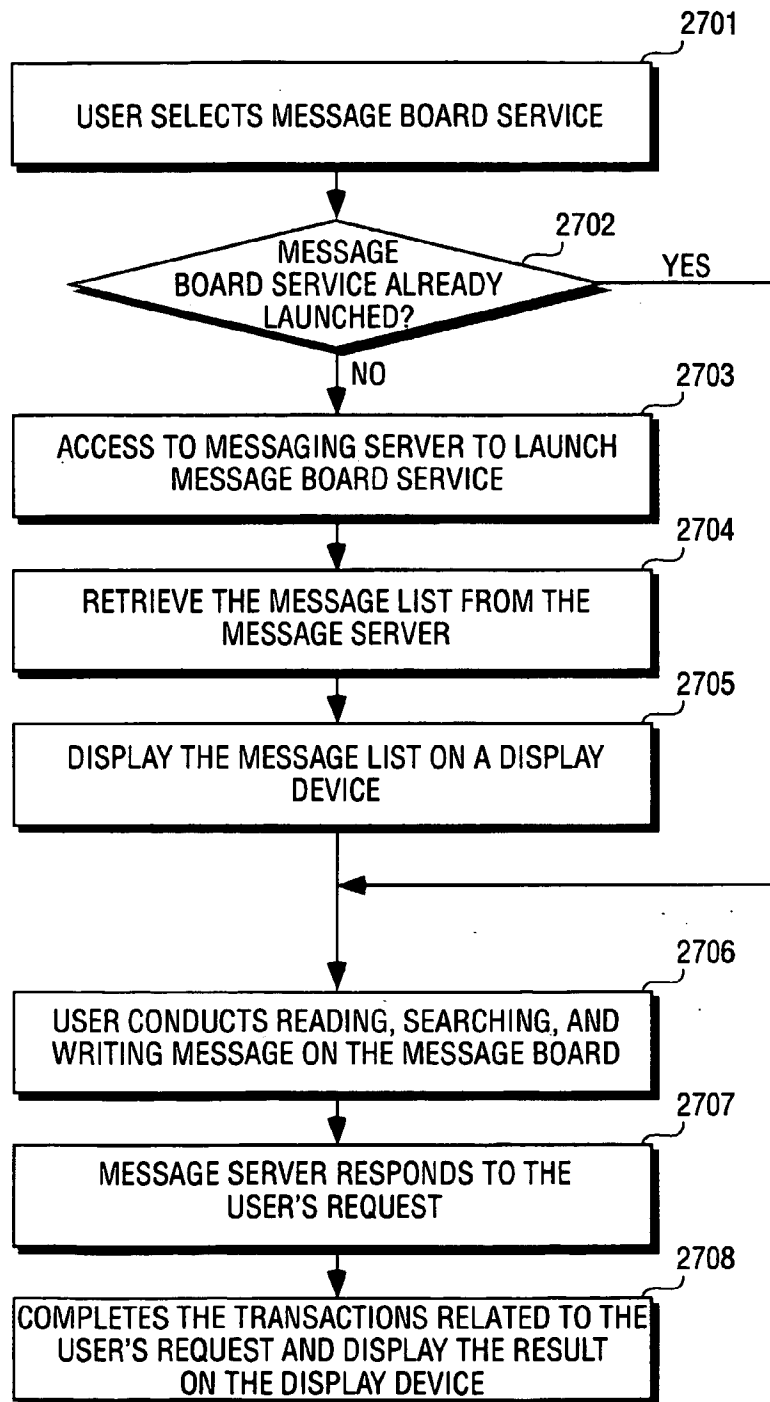 2701
USER SELECTS MESSAGE BOARD SERVICE
2702
MESSAGE
BOARD SERVICE ALREADY
LAUNCHED?
YES
NO
2703
ACCESS TO MESSAGING SERVER TO LAUNCH
MESSAGE BOARD SERVICE
2704
RETRIEVE THE MESSAGE LIST FROM THE
MESSAGE SERVER
2705
DISPLAY THE MESSAGE LIST ON A DISPLAY
DEVICE
2706
USER CONDUCTS READING, SEARCHING, AND
WRITING MESSAGE ON THE MESSAGE BOARD
2707
MESSAGE SERVER RESPONDS TO THE
USER'S REQUEST
2708
COMPLETES THE TRANSACTIONS RELATED TO THE
USER'S REQUEST AND DISPLAY THE RESULT
ON THE DISPLAY DEVICE